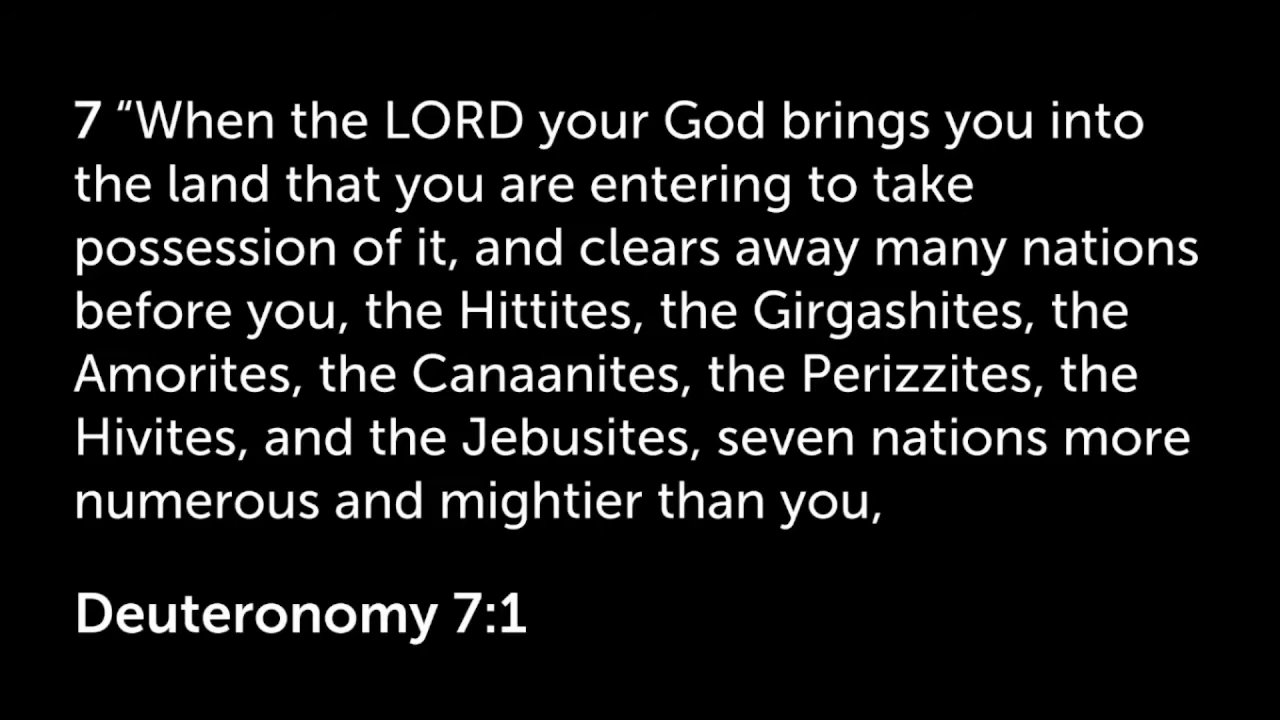 7 “When the LORD your God brings you into
the land that you are entering to take
possession of it, and clears away many nations
before you, the Hittites, the Girgashites, the
Amorites, the Canaanites, the Perizzites, the
Hivites, and the Jebusites, seven nations more
numerous and mightier than you,
Deuteronomy 7:1